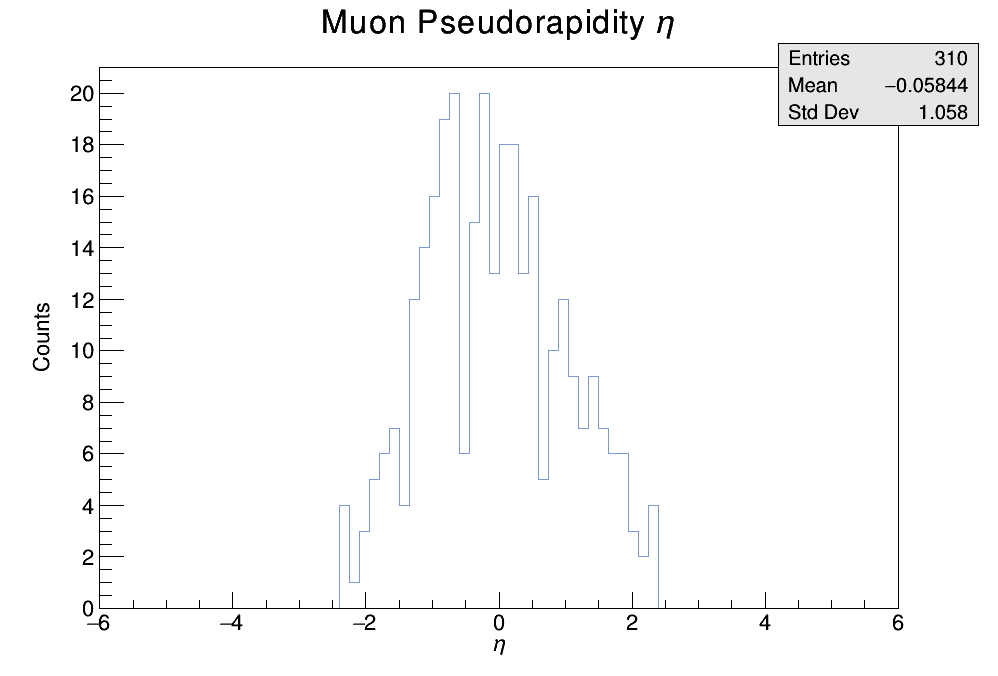 Muon Pseudorapidity η
Entries 310
Mean −0.05844
Std Dev 1.058
Counts
20
18
16
14
12
10
8
6
4
2
0
−6 −4 −2 0 2 4 6
η